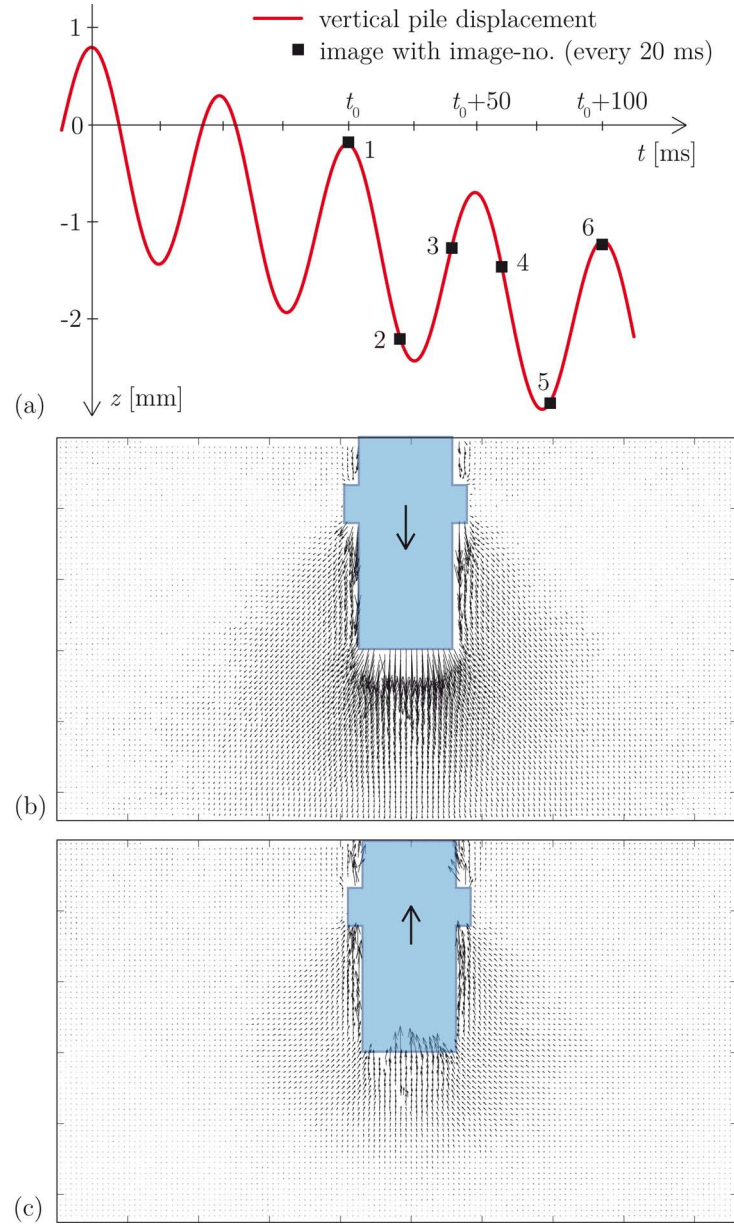 1
vertical pile displacement
image with image-no. (every 20 ms)
t₀
t₀+50
t₀+100
0
1
t [ms]
-1
3
4
6
-2
2
5
(a)
z [mm]
(b)
(c)